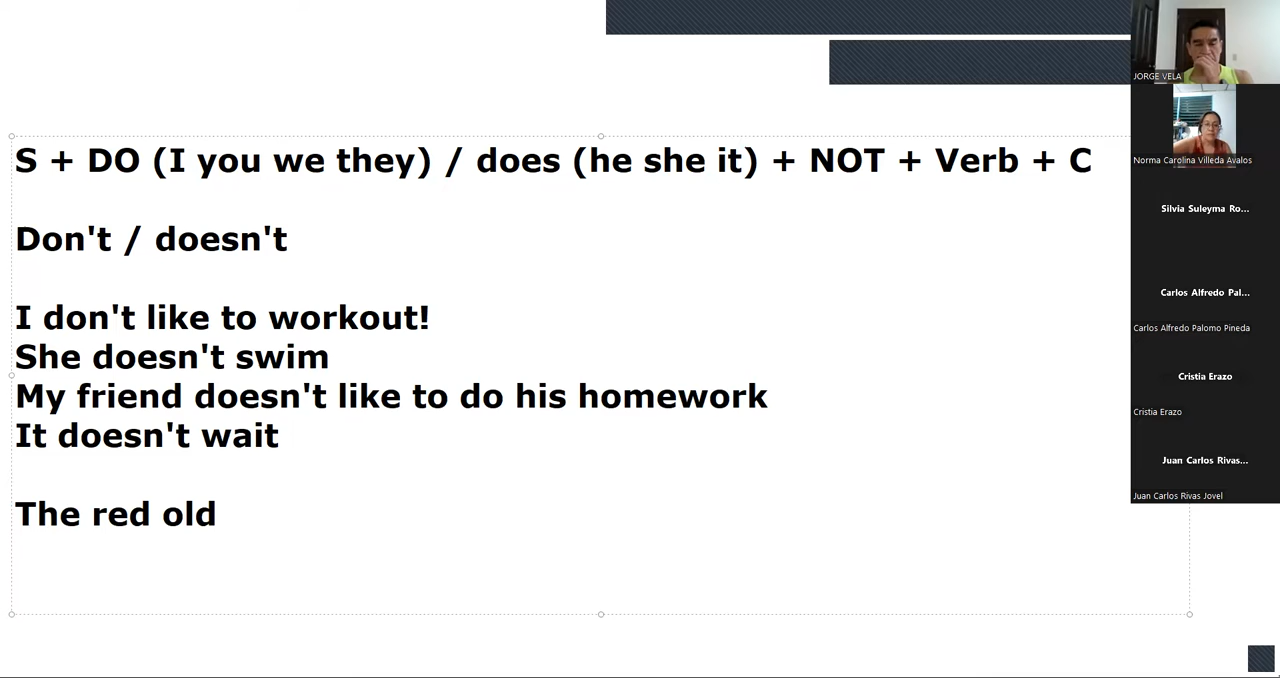 S + DO (I you we they) / does (he she it) + NOT + Verb + C
Don't / doesn't
I don't like to workout!
She doesn't swim
My friend doesn't like to do his homework
It doesn't wait
The red old
JORGE VELA
Norma Carolina Villeda Avalos
Silvia Suleyma Ro...
Carlos Alfredo Pal...
Carlos Alfredo Palomo Pineda
Cristia Erazo
Cristia Erazo
Juan Carlos Rivas...
Juan Carlos Rivas Jovel